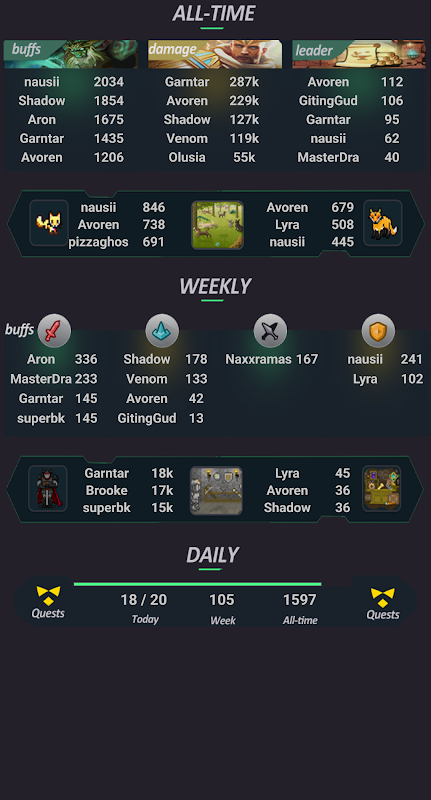 ALL-TIME
buffs damage leader
nausii 2034 Garntar 287k Avoren 112
Shadow 1854 Avoren 229k GitingGud 106
Aron 1675 Shadow 127k Garntar 95
Garntar 1435 Venom 119k nausii 62
Avoren 1206 Olusia 55k MasterDra 40
nausii 846 Avoren 679
Avoren 738 Lyra 508
pizzaghos 691 nausii 445
WEEKLY
buffs
Aron 336 Shadow 178 Naxxramas 167 nausii 241
MasterDra 233 Venom 133 Lyra 102
Garntar 145 Avoren 42
superbk 145 GitingGud 13
Garntar 18k Lyra 45
Brooke 17k Avoren 36
superbk 15k Shadow 36
DAILY
18 / 20 105 1597
Quests Today Week All-time Quests